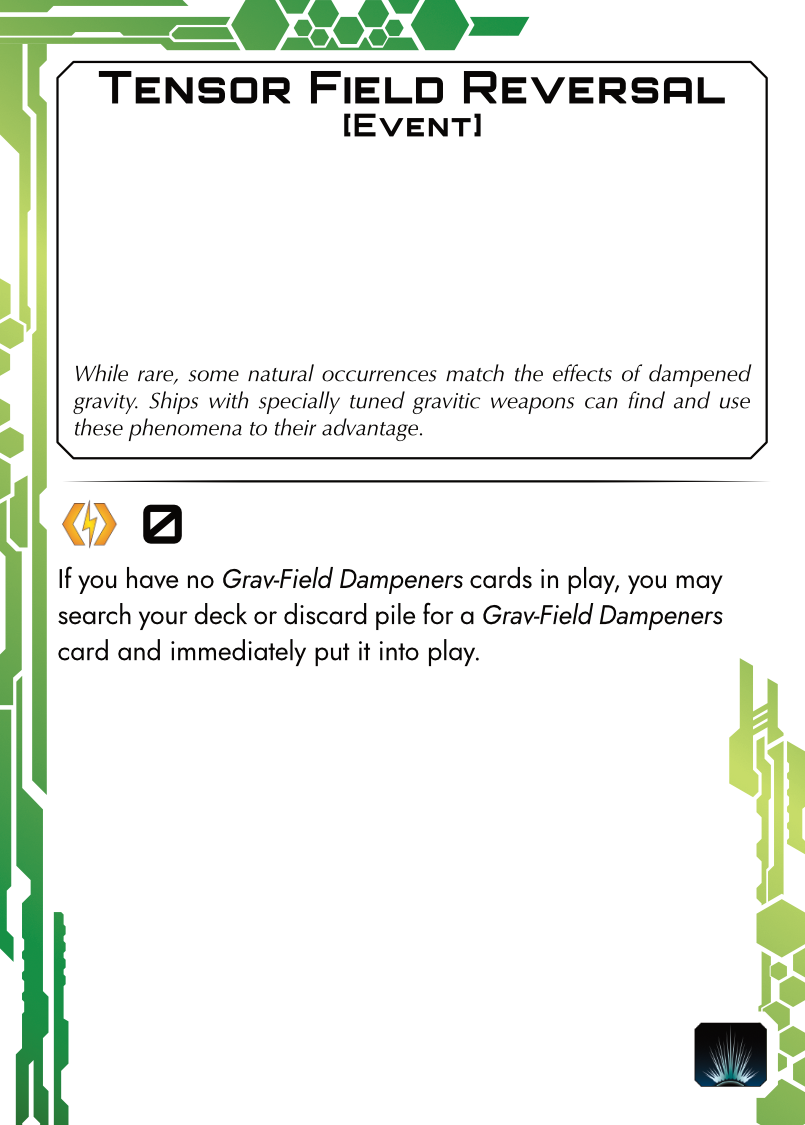 Tensor Field Reversal
[Event]
While rare, some natural occurrences match the effects of dampened
gravity. Ships with specially tuned gravitic weapons can find and use
these phenomena to their advantage.
0
If you have no Grav-Field Dampeners cards in play, you may
search your deck or discard pile for a Grav-Field Dampeners
card and immediately put it into play.